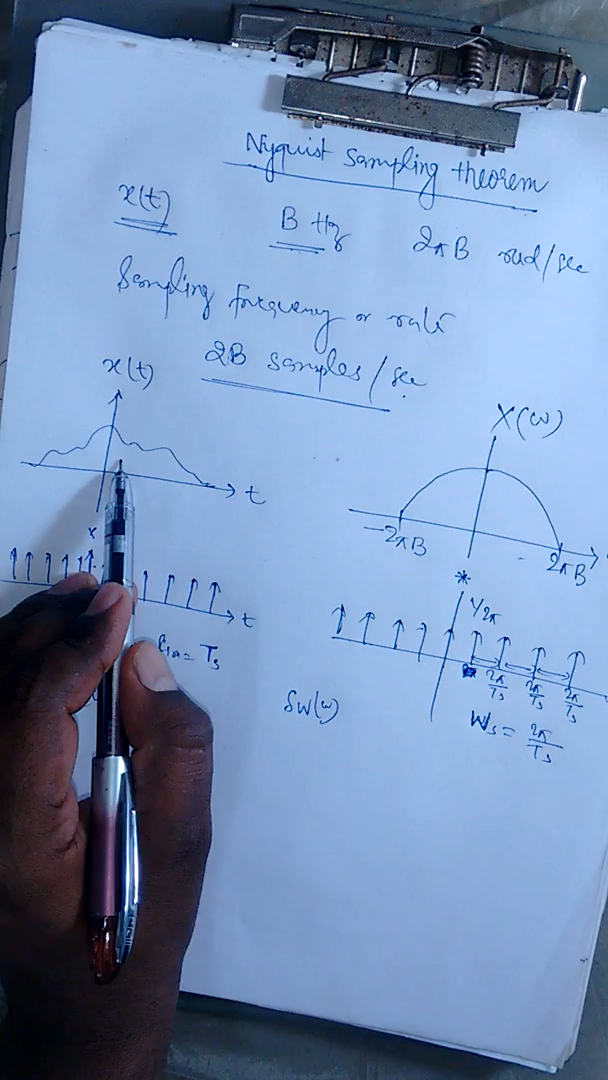 Nyquist Sampling theorem
x(t) B Hz 2πB rad/sec
Sampling frequency or rate
2B samples/sec
x(t)
X(ω)
t
-2πB 2πB
x
*
1/2π
t
= Ts
2π/Ts 2π/Ts 2π/Ts
Ws = 2π/Ts
SW(ω)